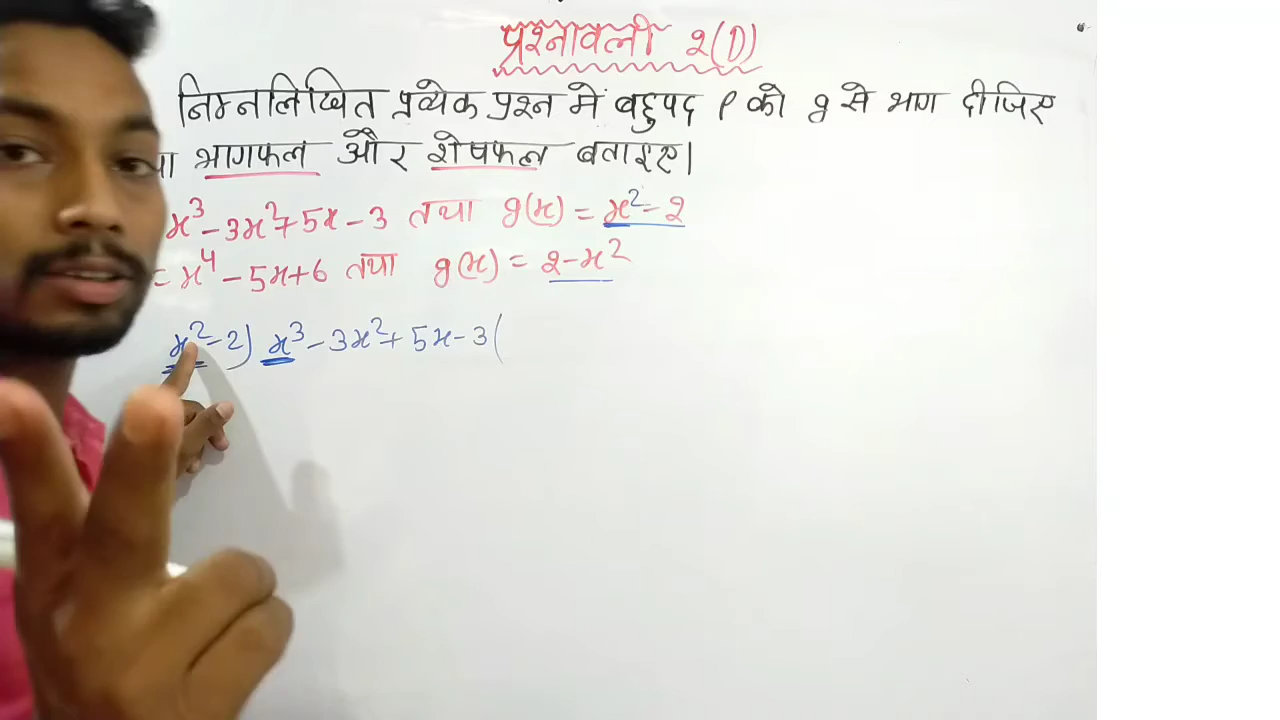 प्रश्नावली २(D)
निम्नलिखित प्रत्येक प्रश्न में बहुपद p को g से भाग दीजिए
भागफल और शेषफल बताइए।
x³ - 3x² + 5x - 3 तथा g(x) = x² - 2
= x⁴ - 5x + 6 तथा g(x) = 2 - x²
x² - 2) x³ - 3x² + 5x - 3 (